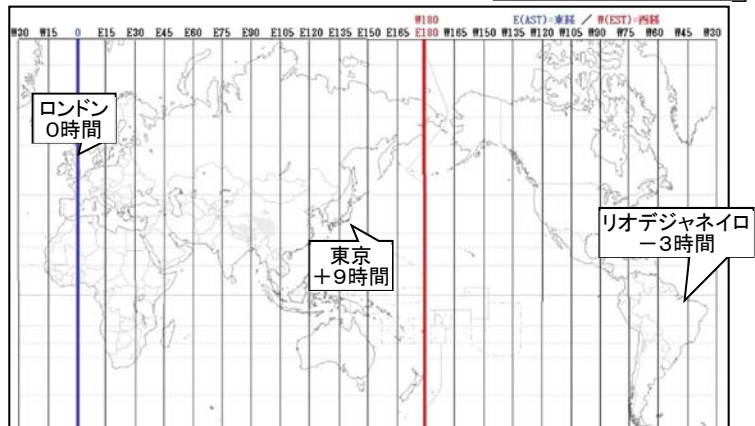 W180 E(AST)=東経 / W(EST)=西経
W30 W15 0 E15 E45 E60 E75 E90 E105 E120 E135 E150 E165 E180 W165 W150 W135 W120 W105 W90 W75 W60 W45 W30
ロンドン
0時間
東京
＋9時間
リオデジャネイロ
－3時間